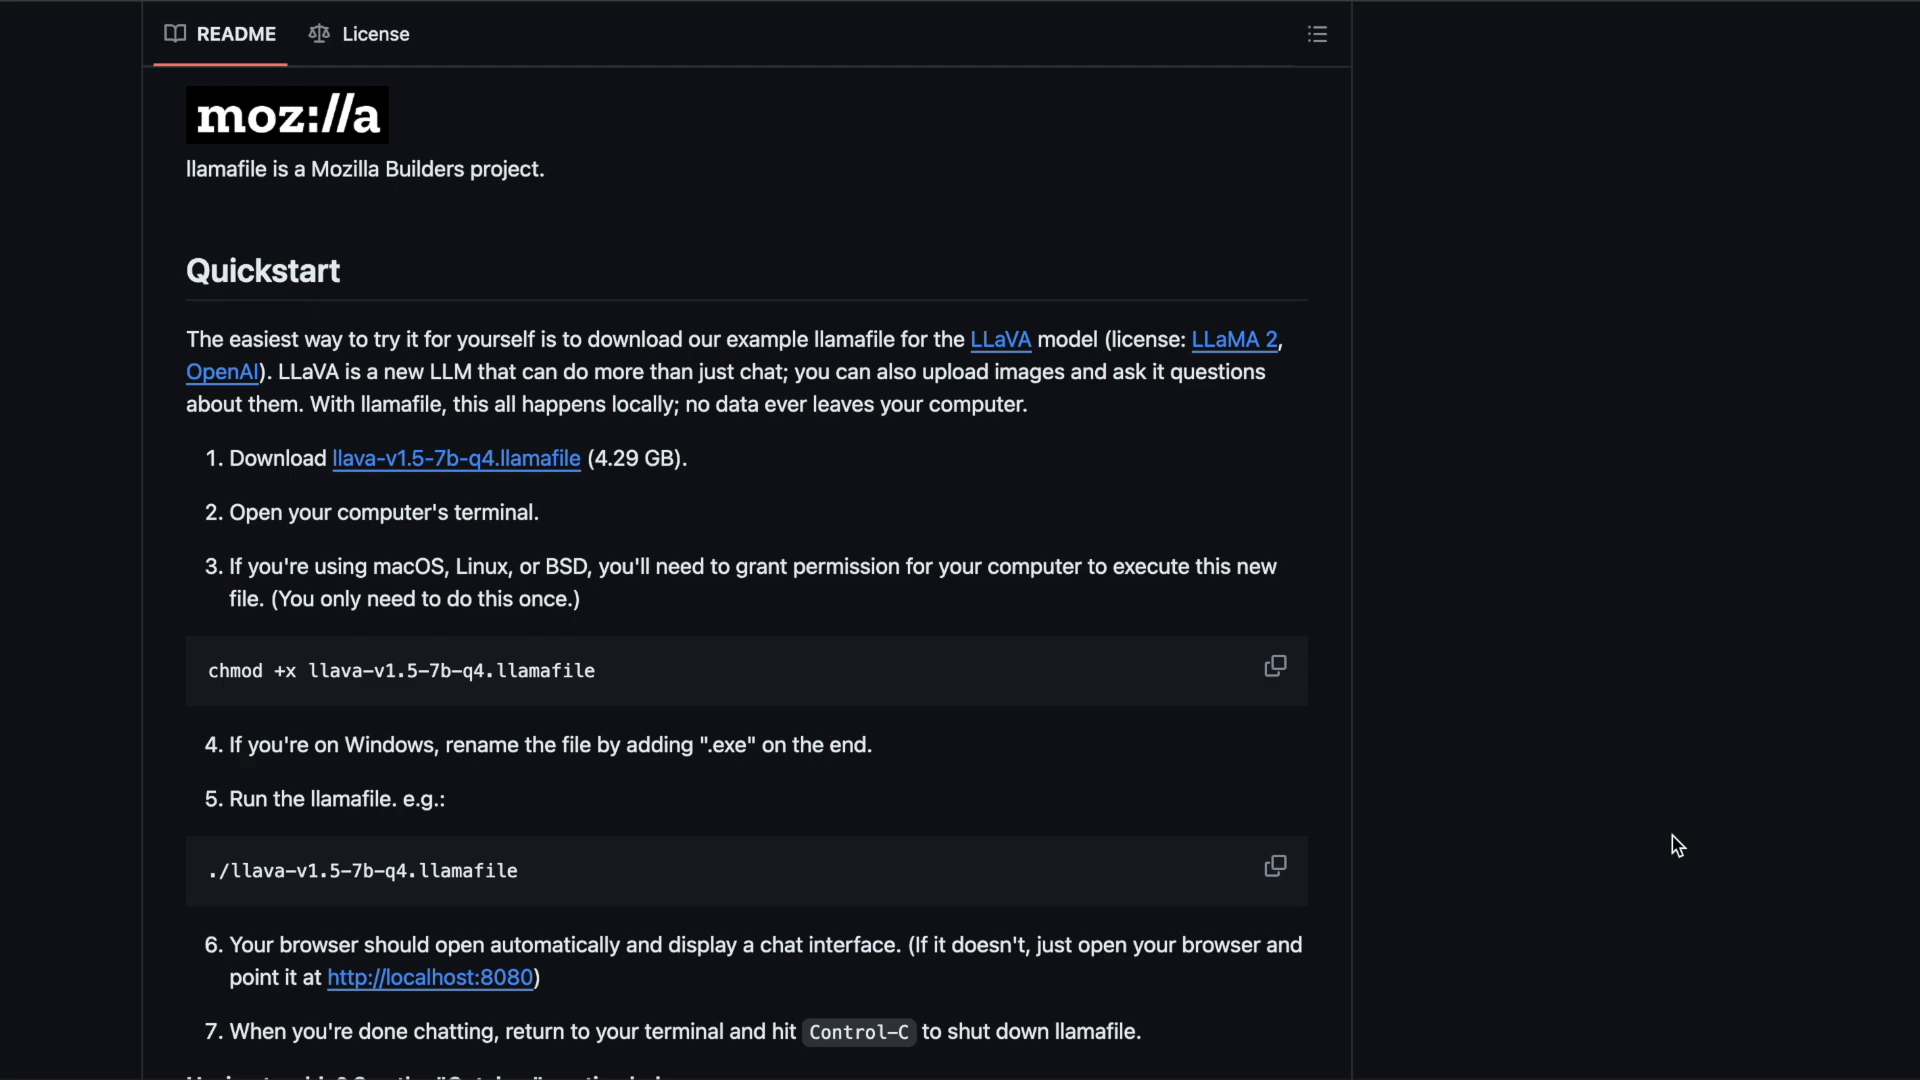 README
License
moz://a
llamafile is a Mozilla Builders project.
Quickstart
The easiest way to try it for yourself is to download our example llamafile for the LLaVA model (license: LLaMA 2,
OpenAI). LLaVA is a new LLM that can do more than just chat; you can also upload images and ask it questions
about them. With llamafile, this all happens locally; no data ever leaves your computer.
1. Download llava-v1.5-7b-q4.llamafile (4.29 GB).
2. Open your computer's terminal.
3. If you're using macOS, Linux, or BSD, you'll need to grant permission for your computer to execute this new
file. (You only need to do this once.)
chmod +x llava-v1.5-7b-q4.llamafile
4. If you're on Windows, rename the file by adding ".exe" on the end.
5. Run the llamafile. e.g.:
./llava-v1.5-7b-q4.llamafile
6. Your browser should open automatically and display a chat interface. (If it doesn't, just open your browser and
point it at http://localhost:8080)
7. When you're done chatting, return to your terminal and hit Control-C to shut down llamafile.